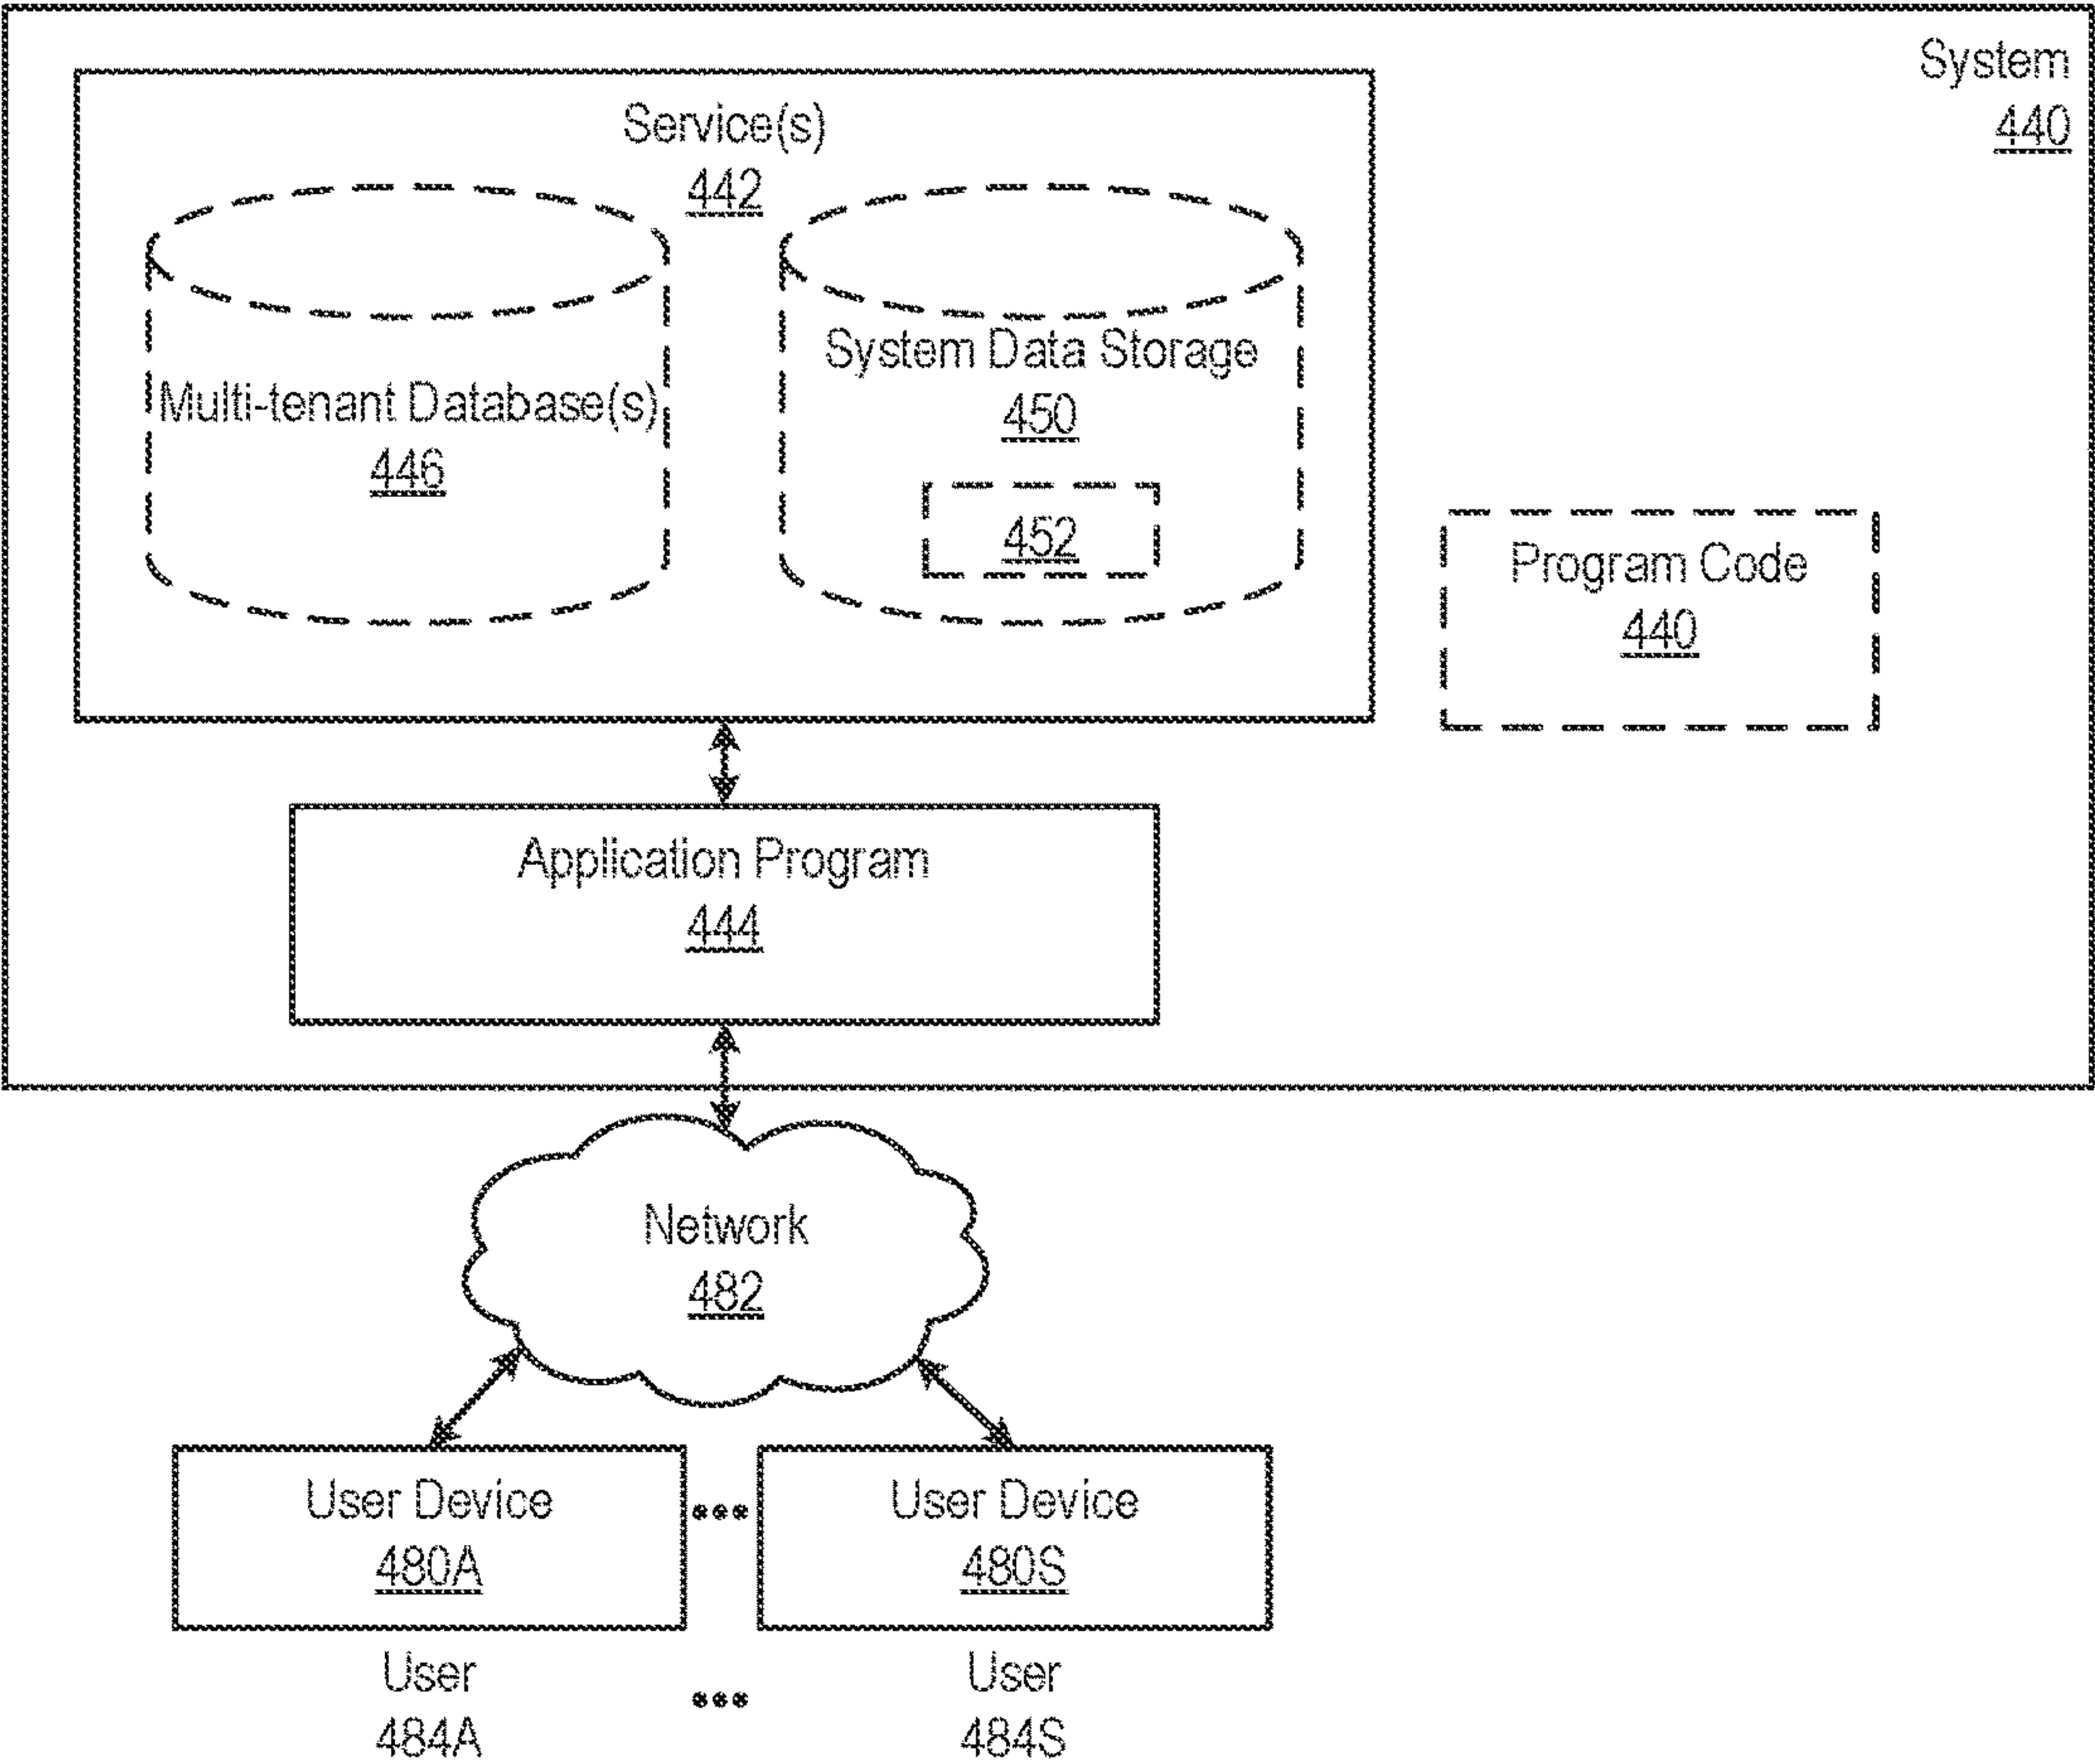 System
440
Service(s)
442
Multi-tenant Database(s)
446
System Data Storage
450
452
Program Code
440
Application Program
444
Network
482
User Device
480A
•••
User Device
480S
User
484A
•••
User
484S